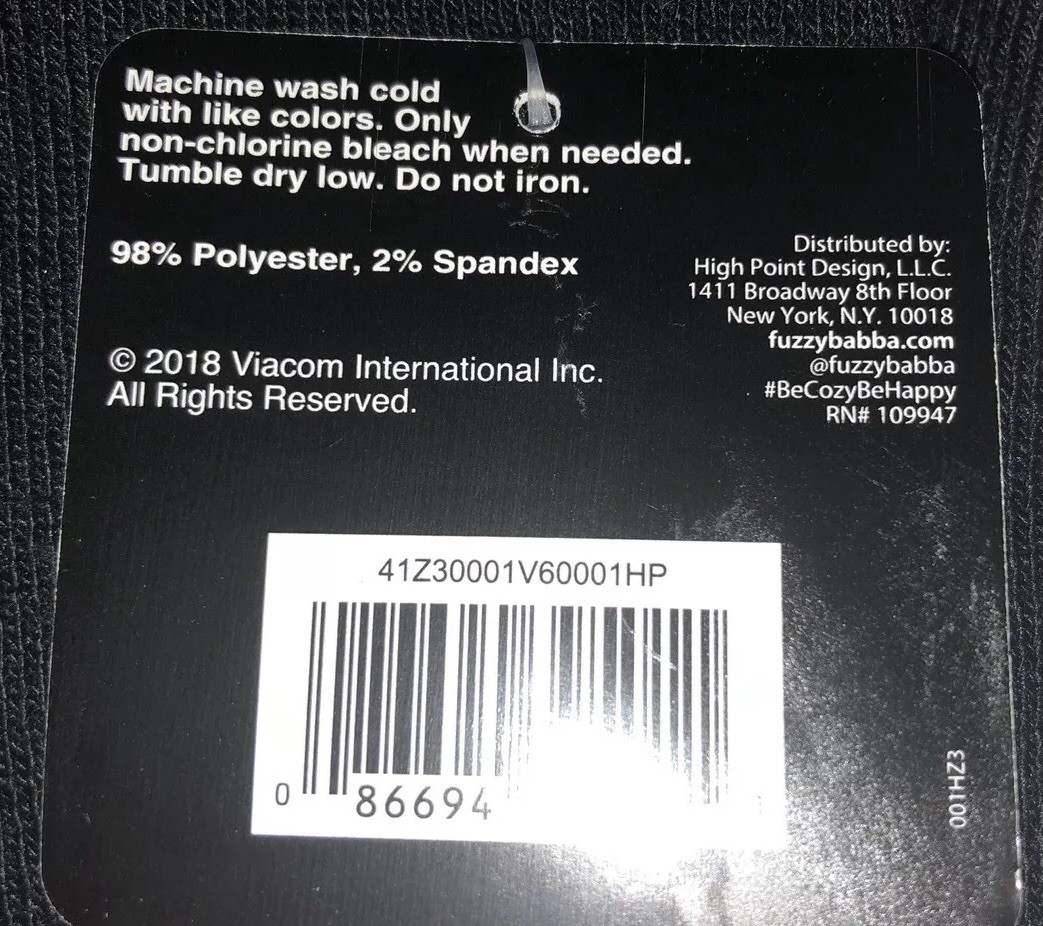 Machine wash cold
with like colors. Only
non-chlorine bleach when needed.
Tumble dry low. Do not iron.
98% Polyester, 2% Spandex
© 2018 Viacom International Inc.
All Rights Reserved.
Distributed by:
High Point Design, L.L.C.
1411 Broadway 8th Floor
New York, N.Y. 10018
fuzzybabba.com
@fuzzybabba
#BeCozyBeHappy
RN# 109947
41Z30001V60001HP
0 86694
001HZ3